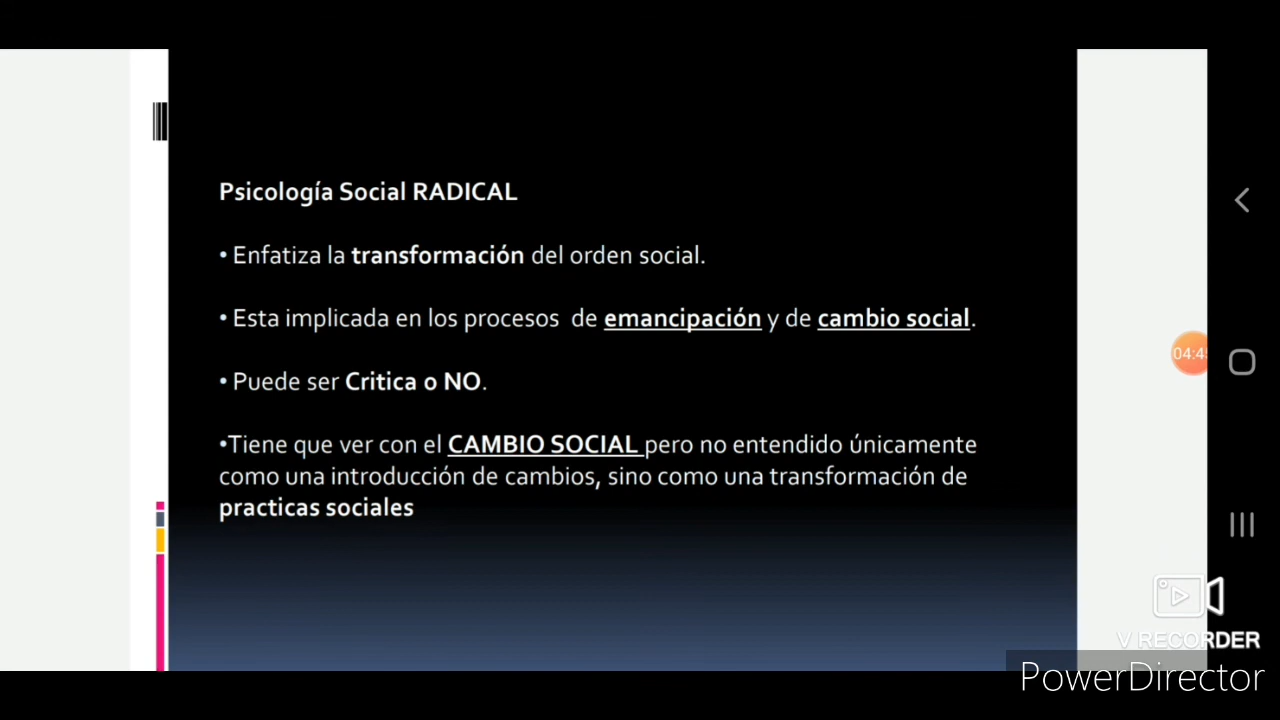 Psicología Social RADICAL
• Enfatiza la transformación del orden social.
• Esta implicada en los procesos de emancipación y de cambio social.
• Puede ser Critica o NO.
•Tiene que ver con el CAMBIO SOCIAL pero no entendido únicamente
como una introducción de cambios, sino como una transformación de
practicas sociales
04:45
V RECORDER
PowerDirector